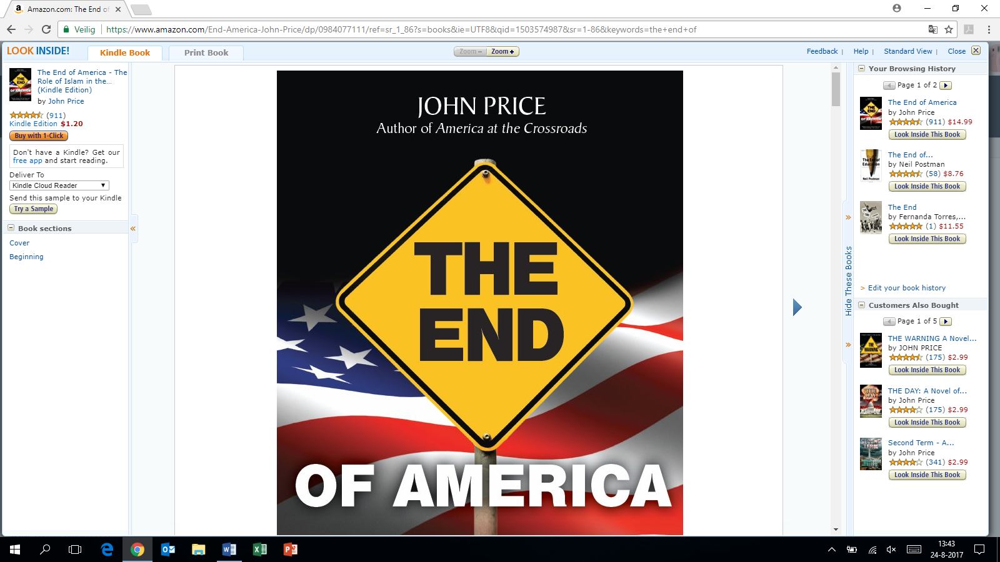 Amazon.com: The End of
Veilig
https://www.amazon.com/End-America-John-Price/dp/0984077111/ref=sr_1_86?s=books&ie=UTF8&qid=1503574987&sr=1-86&keywords=the+end+of
LOOK INSIDE!
Kindle Book
Print Book
Zoom –
Zoom +
Feedback |
Help |
Standard View |
Close
The End of America - The
Role of Islam in the...
(Kindle Edition)
by John Price
(911)
Kindle Edition $1.20
Buy with 1-Click
Don't have a Kindle? Get our
free app and start reading.
Deliver To
Kindle Cloud Reader
Send this sample to your Kindle
Try a Sample
Book sections
Cover
Beginning
JOHN PRICE
Author of America at the Crossroads
THE
END
OF AMERICA
Hide These Books
Your Browsing History
Page 1 of 2
The End of America
by John Price
(911) $14.99
Look Inside This Book
The End of...
by Neil Postman
(58) $8.76
Look Inside This Book
The End
by Fernanda Torres,...
(1) $11.55
Look Inside This Book
> Edit your book history
Customers Also Bought
Page 1 of 5
THE WARNING A Novel...
by JOHN PRICE
(175) $2.99
Look Inside This Book
THE DAY: A Novel of...
by John Price
(175) $2.99
Look Inside This Book
Second Term - A...
by John Price
(341) $2.99
Look Inside This Book
13:43
24-8-2017